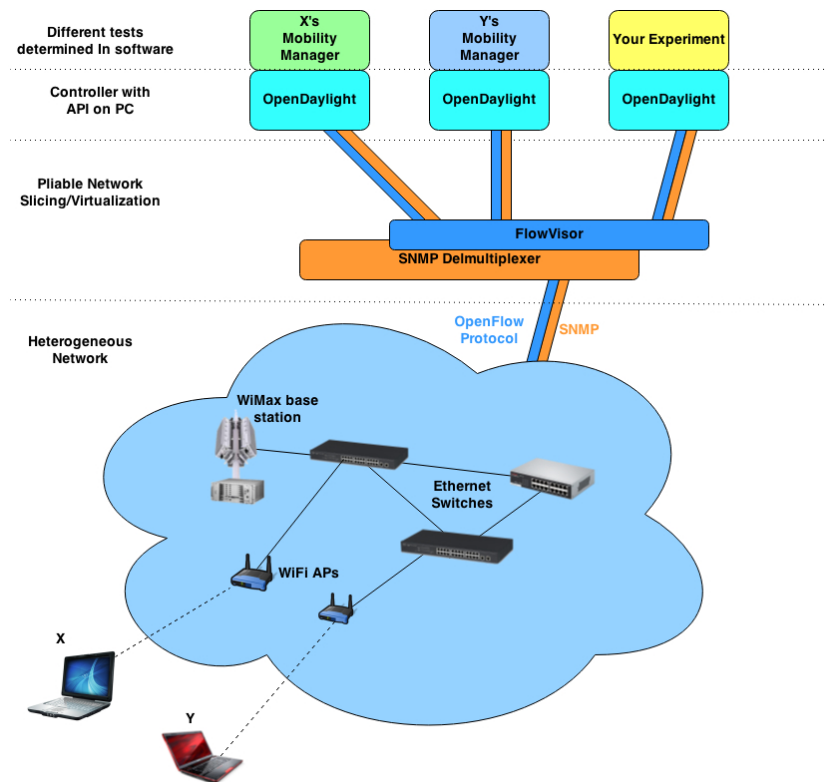 Different tests
determined In software
X's
Mobility
Manager
Y's
Mobility
Manager
Your Experiment
Controller with
API on PC
OpenDaylight
OpenDaylight
OpenDaylight
Pliable Network
Slicing/Virtualization
FlowVisor
SNMP Delmultiplexer
OpenFlow
Protocol
SNMP
Heterogeneous
Network
WiMax base
station
Ethernet
Switches
WiFi APs
X
Y